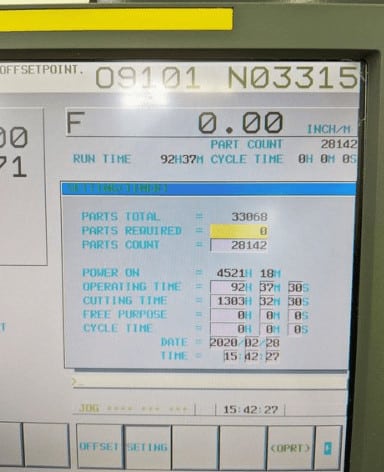 OFFSETPOINT. O9101 N03315
00
71
F 0.00 INCH/M
PART COUNT 28142
RUN TIME 92H37M CYCLE TIME 0H 0M 0S
SETTING(TIMER)
PARTS TOTAL = 33068
PARTS REQUIRED = 0
PARTS COUNT = 28142
POWER ON = 4521H 18M
OPERATING TIME = 92H 37M 30S
CUTTING TIME = 1303H 32M 30S
FREE PURPOSE = 0H 0M 0S
CYCLE TIME = 0H 0M 0S
DATE = 2020/02/28
TIME = 15:42:27
T
>_
JOG **** *** *** 15:42:27
OFFSET SETING (OPRT)